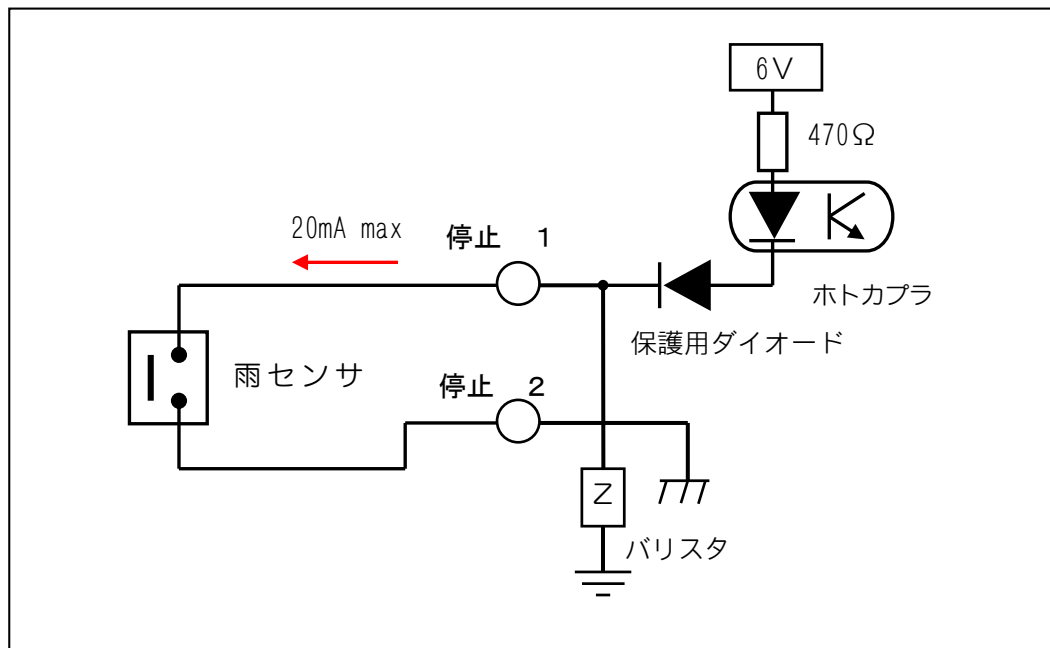 6V
470Ω
20mA max
停止 1
ホトカプラ
保護用ダイオード
雨センサ
停止 2
Z
バリスタ